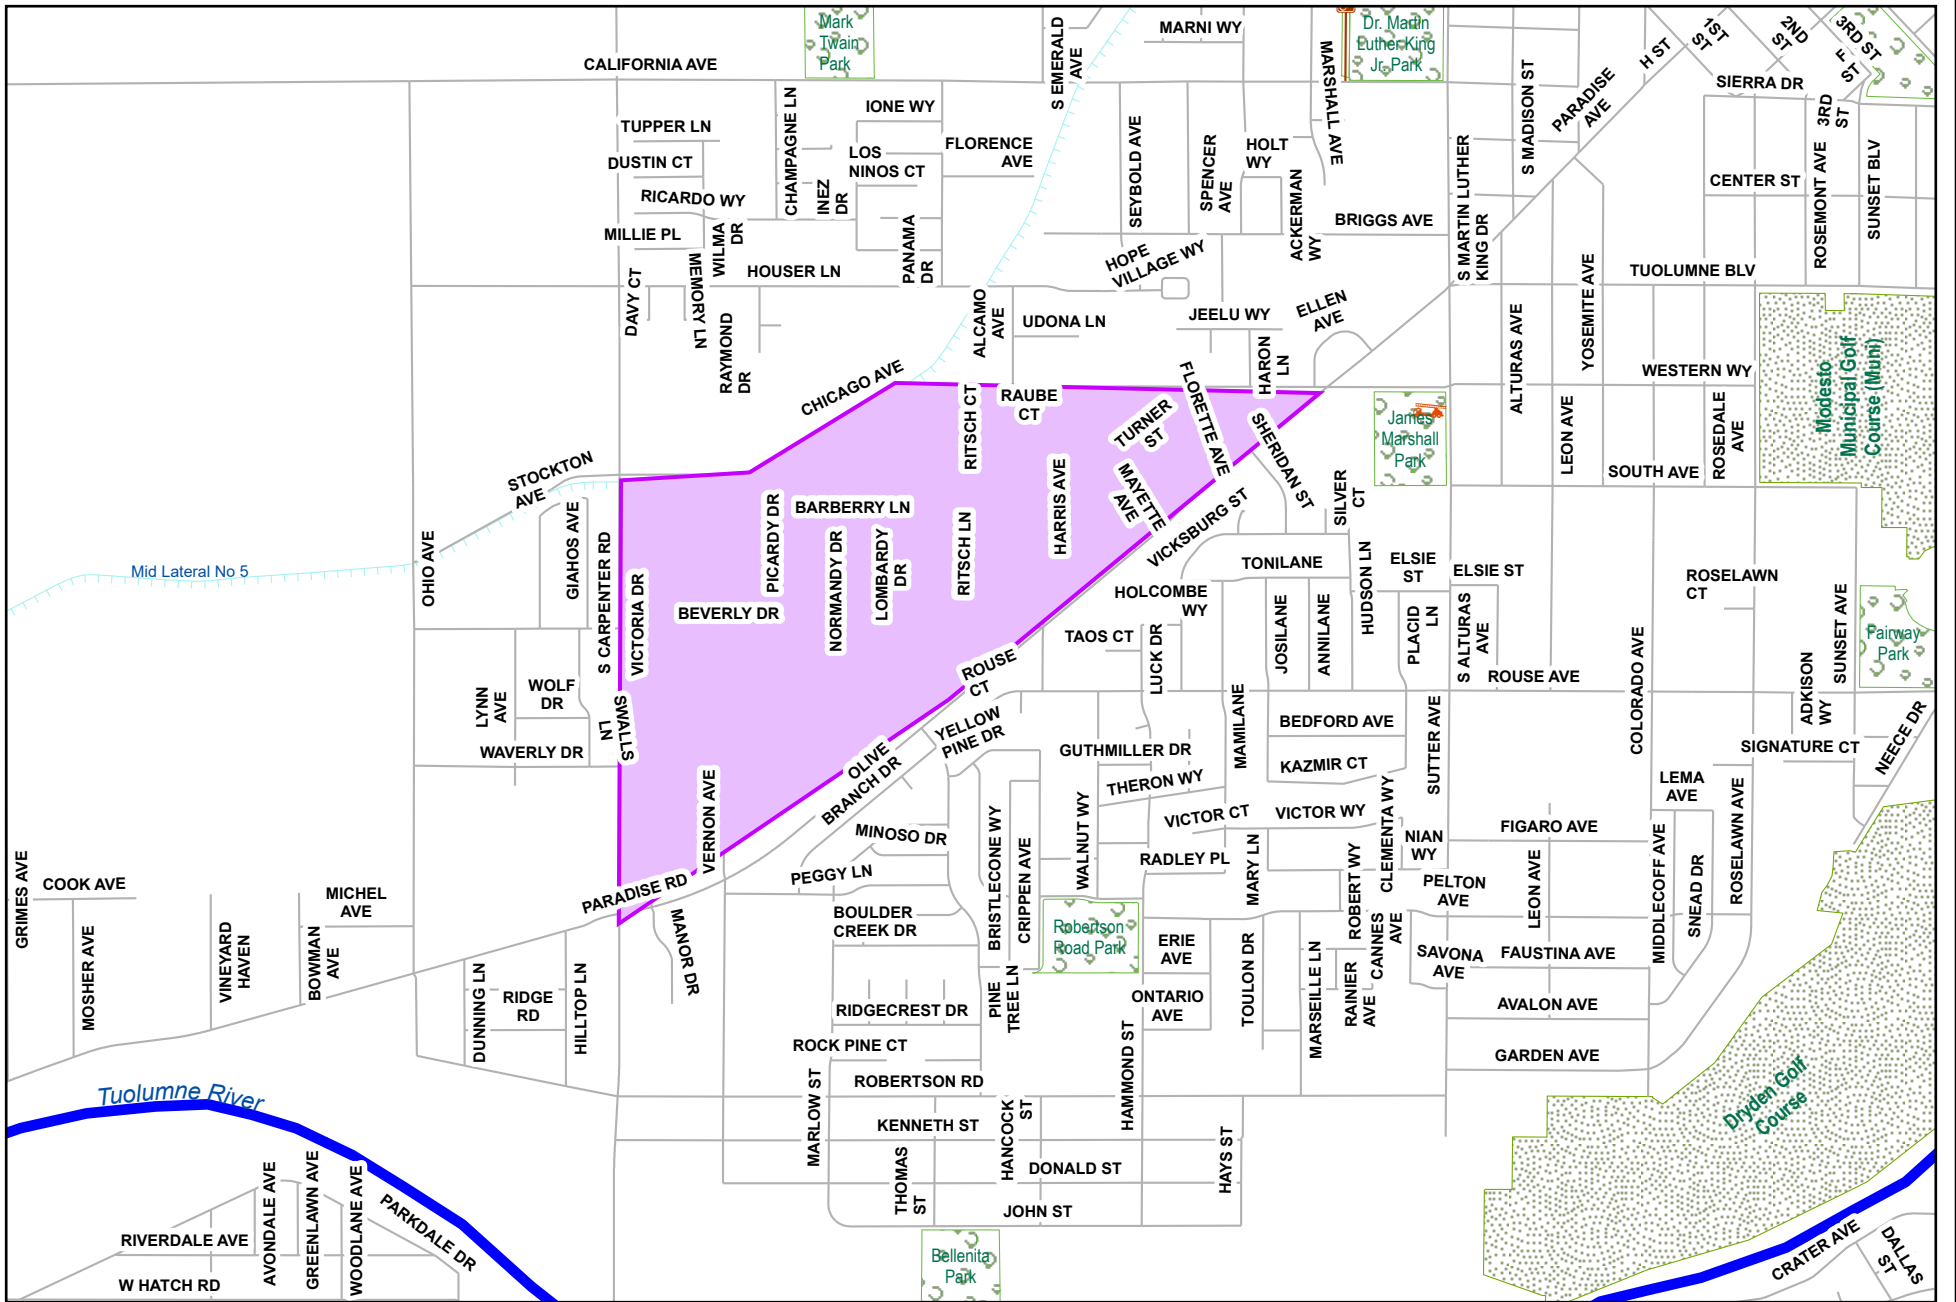 Mark
Twain
Park
S EMERALD
AVE
MARNI WY
MARSHALL AVE
Dr. Martin
Luther King
Jr. Park
H ST
1ST
ST
2ND
ST
3RD ST
F
ST
CALIFORNIA AVE
SIERRA DR
PARADISE
AVE
S MADISON ST
3RD
ST
TUPPER LN
CHAMPAGNE LN
IONE WY
DUSTIN CT
LOS
NINOS CT
FLORENCE
AVE
SEYBOLD AVE
SPENCER
AVE
HOLT
WY
ACKERMAN
WY
S MARTIN LUTHER
KING DR
CENTER ST
ROSEMONT AVE
SUNSET BLV
RICARDO WY
INEZ
DR
BRIGGS AVE
MILLIE PL
WILMA
DR
PANAMA
DR
HOPE
VILLAGE WY
HOUSER LN
TUOLUMNE BLV
DAVY CT
MEMORY LN
RAYMOND
DR
ALCAMO
AVE
UDONA LN
JEELU WY
ELLEN
AVE
ALTURAS AVE
YOSEMITE AVE
Modesto
Municipal Golf
Course (Muni)
CHICAGO AVE
HARON
LN
WESTERN WY
RITSCH CT
RAUBE
CT
TURNER
ST
FLORETTE AVE
SHERIDAN ST
James
Marshall
Park
LEON AVE
ROSEDALE
AVE
STOCKTON
AVE
SOUTH AVE
MAYETTE
AVE
SILVER
CT
VICKSBURG ST
GIAHOS AVE
PICARDY DR
BARBERRY LN
RITSCH LN
HARRIS AVE
OHIO AVE
Mid Lateral No 5
S CARPENTER RD
VICTORIA DR
BEVERLY DR
NORMANDY DR
LOMBARDY
DR
TONILANE
HUDSON LN
ELSIE
ST
ELSIE ST
ROSELAWN
CT
HOLCOMBE
WY
JOSILANE
ANNILANE
PLACID
LN
S ALTURAS
AVE
COLORADO AVE
SUNSET AVE
Fairway
Park
TAOS CT
LUCK DR
ROUSE
CT
ROUSE AVE
LYNN
AVE
WOLF
DR
SWALLS
LN
WAVERLY DR
YELLOW
PINE DR
MAMILANE
BEDFORD AVE
SUTTER AVE
ADKISON
WY
SIGNATURE CT
NEECE DR
OLIVE
BRANCH DR
GUTHMILLER DR
KAZMIR CT
THERON WY
LEMA
AVE
VERNON AVE
MINOSO DR
BRISTLECONE WY
CRIPPEN AVE
WALNUT WY
VICTOR CT
VICTOR WY
CLEMENTA WY
NIAN
WY
FIGARO AVE
MIDDLECOFF AVE
SNEAD DR
ROSELAWN AVE
GRIMES AVE
COOK AVE
MICHEL
AVE
PARADISE RD
PEGGY LN
RADLEY PL
MARY LN
ROBERT WY
PELTON
AVE
LEON AVE
MOSHER AVE
VINEYARD
HAVEN
BOWMAN
AVE
MANOR DR
BOULDER
CREEK DR
Robertson
Road Park
ERIE
AVE
TOULON DR
MARSEILLE LN
CANNES
AVE
SAVONA
AVE
FAUSTINA AVE
DUNNING LN
RIDGE
RD
HILLTOP LN
RIDGECREST DR
PINE
TREE LN
ONTARIO
AVE
RAINIER
AVE
AVALON AVE
ROCK PINE CT
HAMMOND ST
GARDEN AVE
Tuolumne River
MARLOW ST
ROBERTSON RD
HANCOCK
ST
KENNETH ST
Dryden Golf
Course
THOMAS
ST
DONALD ST
HAYS ST
JOHN ST
AVONDALE AVE
GREENLAWN AVE
WOODLANE AVE
PARKDALE DR
RIVERDALE AVE
W HATCH RD
Bellenita
Park
CRATER AVE
DALLAS
ST